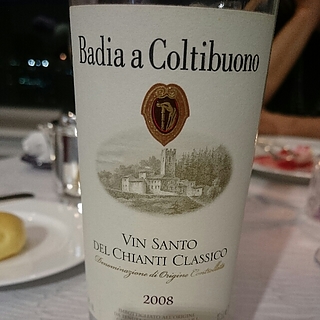 Badia a Coltibuono
VIN SANTO
DEL CHIANTI CLASSICO
Denominazione di Origine Controllata
2008